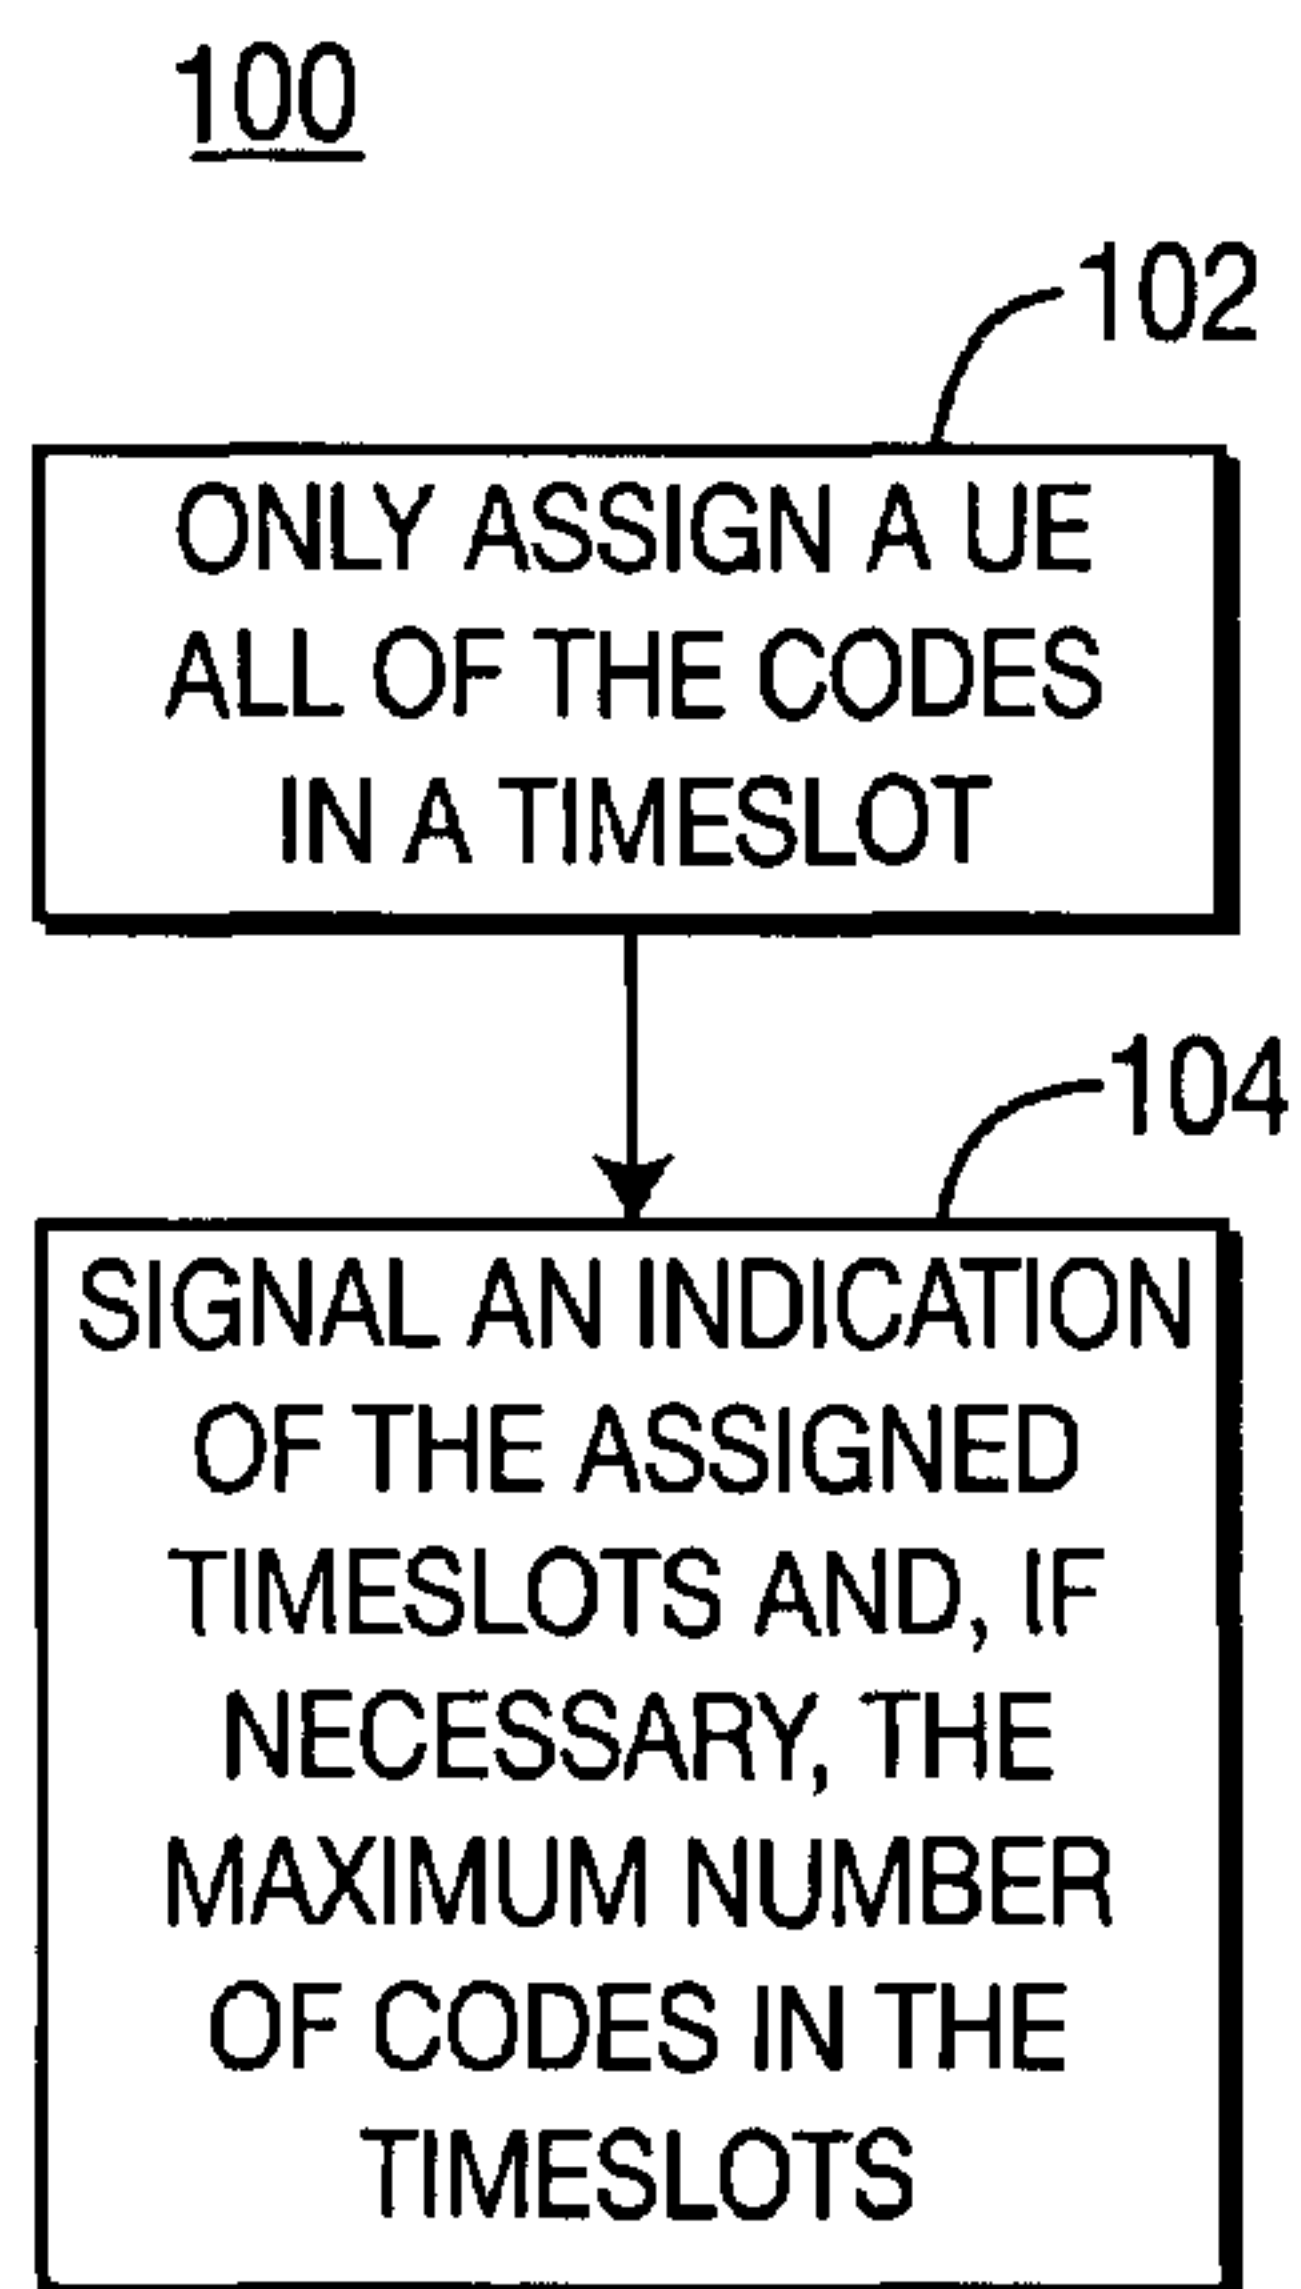 100
102
ONLY ASSIGN A UE
ALL OF THE CODES
IN A TIMESLOT
104
SIGNAL AN INDICATION
OF THE ASSIGNED
TIMESLOTS AND, IF
NECESSARY, THE
MAXIMUM NUMBER
OF CODES IN THE
TIMESLOTS